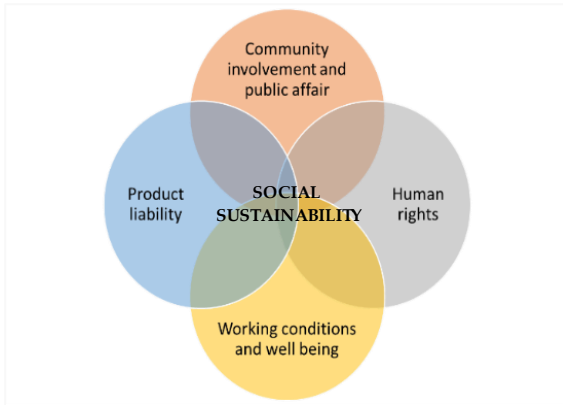 Community
involvement and
public affair
Product
liability
SOCIAL
SUSTAINABILITY
Human
rights
Working conditions
and well being